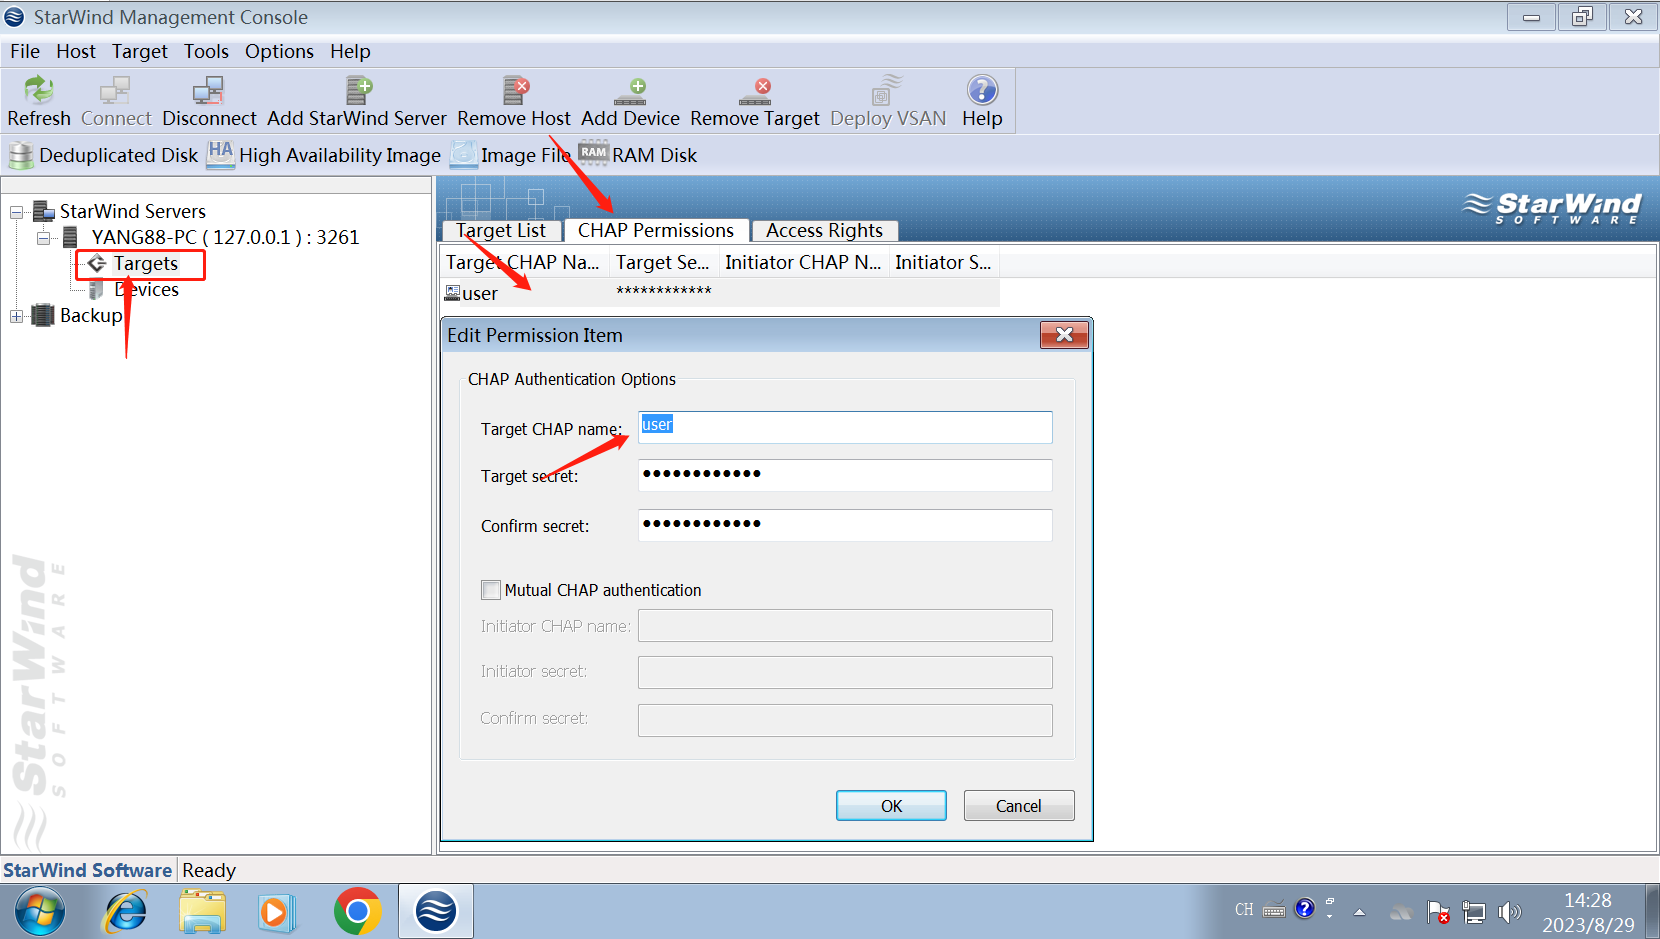 StarWind Management Console
File Host Target Tools Options Help
Refresh Connect Disconnect Add StarWind Server Remove Host Add Device Remove Target Deploy VSAN Help
Deduplicated Disk HA High Availability Image Image File RAM RAM Disk
StarWind Servers
YANG88-PC ( 127.0.0.1 ) : 3261
Targets
Devices
Backup
StarWind
SOFTWARE
StarWind
SOFTWARE
Target List CHAP Permissions Access Rights
Target CHAP Na... Target Se... Initiator CHAP N... Initiator S...
user ************
Edit Permission Item
CHAP Authentication Options
Target CHAP name: user
Target secret: ●●●●●●●●●●●●
Confirm secret: ●●●●●●●●●●●●
Mutual CHAP authentication
Initiator CHAP name:
Initiator secret:
Confirm secret:
OK Cancel
StarWind Software Ready
CH
14:28
2023/8/29